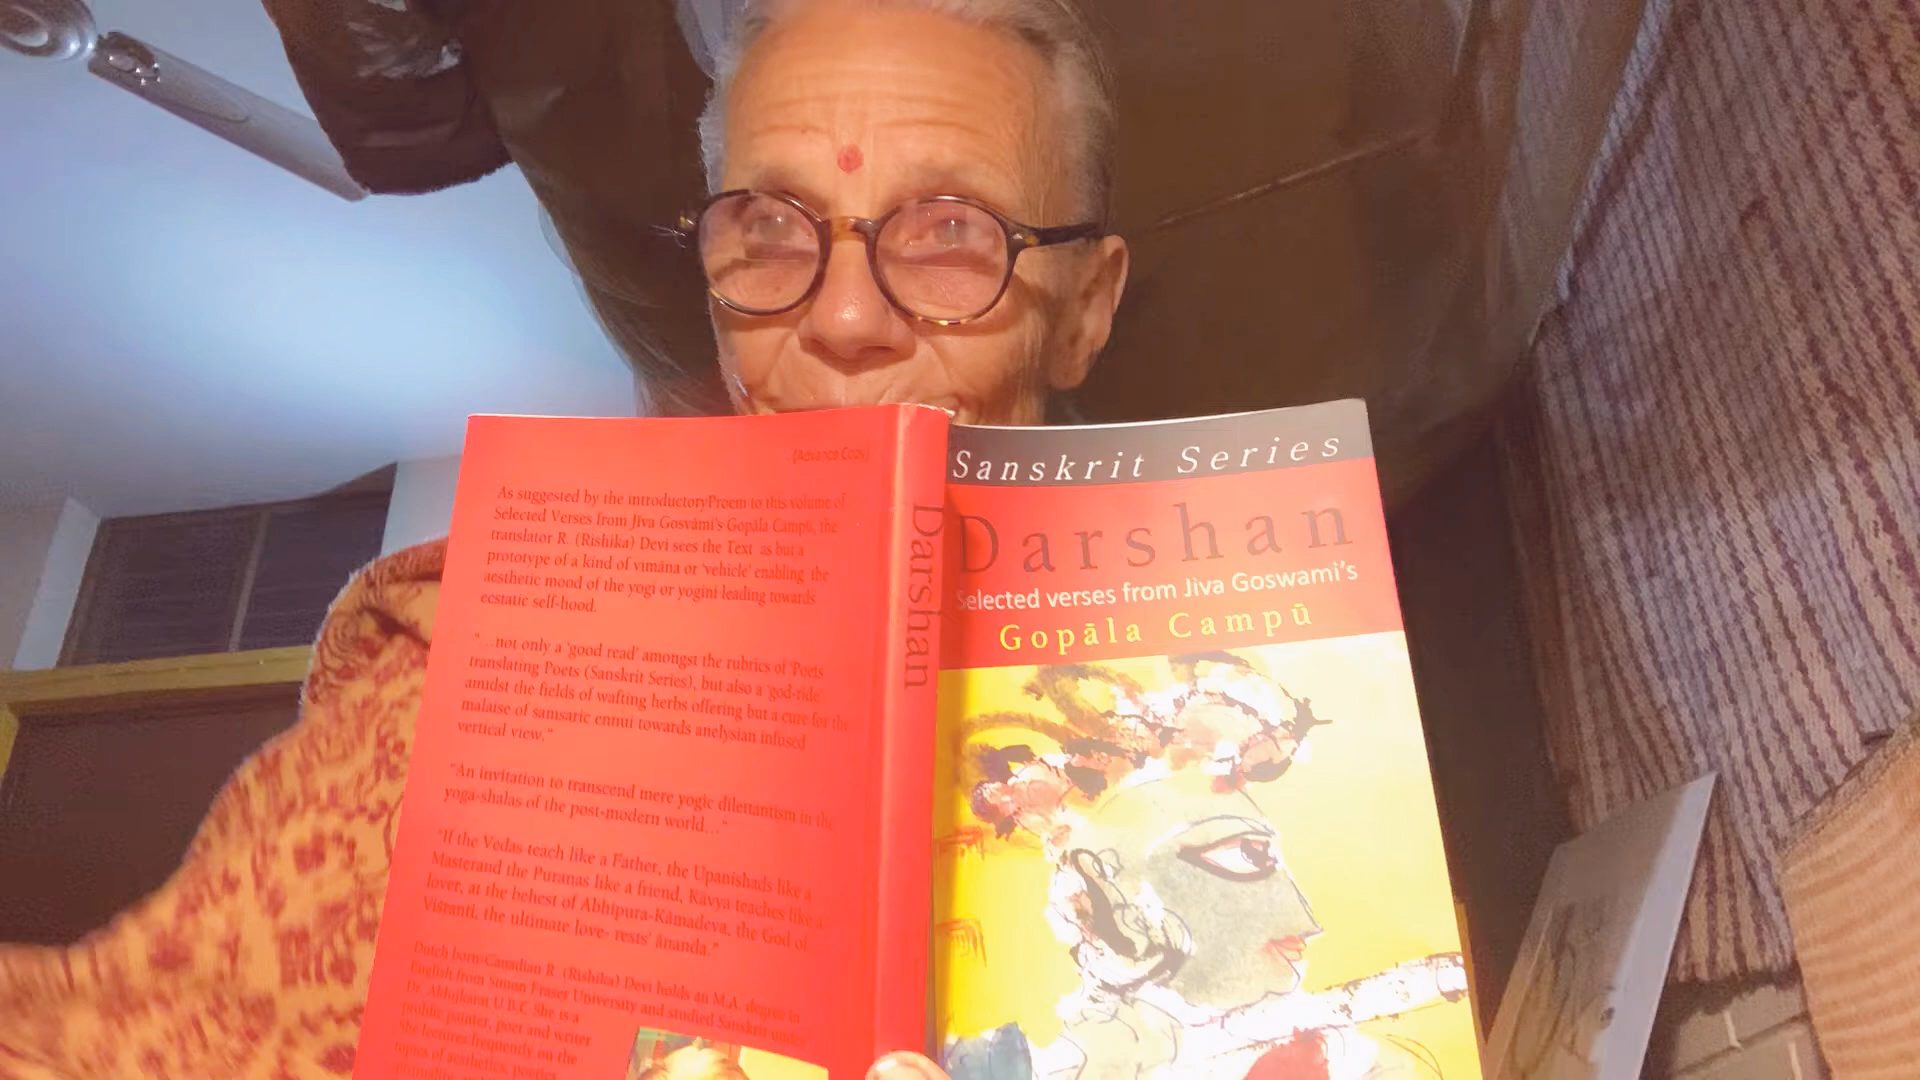 (Advance Copy)
As suggested by the introductoryProem to this volume of
Selected Verses from Jīva Gosvāmī's Gopāla Campū, the
translator R. (Rishika) Devi sees the Text as but a
prototype of a kind of vimāna or 'vehicle' enabling the
aesthetic mood of the yogi or yogini leading towards
ecstatic self-hood.
"...not only a 'good read' amongst the rubrics of 'Poets
translating Poets (Sanskrit Series), but also a 'god-ride'
amidst the fields of wafting herbs offering but a cure for the
malaise of samsaric ennui towards anelysian infused
vertical view."
"An invitation to transcend mere yogic dilettantism in the
yoga-shalas of the post-modern world..."
"If the Vedas teach like a Father, the Upanishads like a
Masterand the Puranas like a friend, Kāvya teaches like a
lover, at the behest of Abhipura-Kāmadeva, the God of
Viśranti, the ultimate love- rests' ānanda."
Dutch born-Canadian R. (Rishika) Devi holds an M.A. degree in
English from Simon Fraser University and studied Sanskrit under
Dr. U.B.C. She is a
prolific painter, poet and writer
She lectures frequently on the
topics of aesthetics, poetics
Darshan
Sanskrit Series
Darshan
Selected verses from Jiva Goswami's
Gopāla Campū